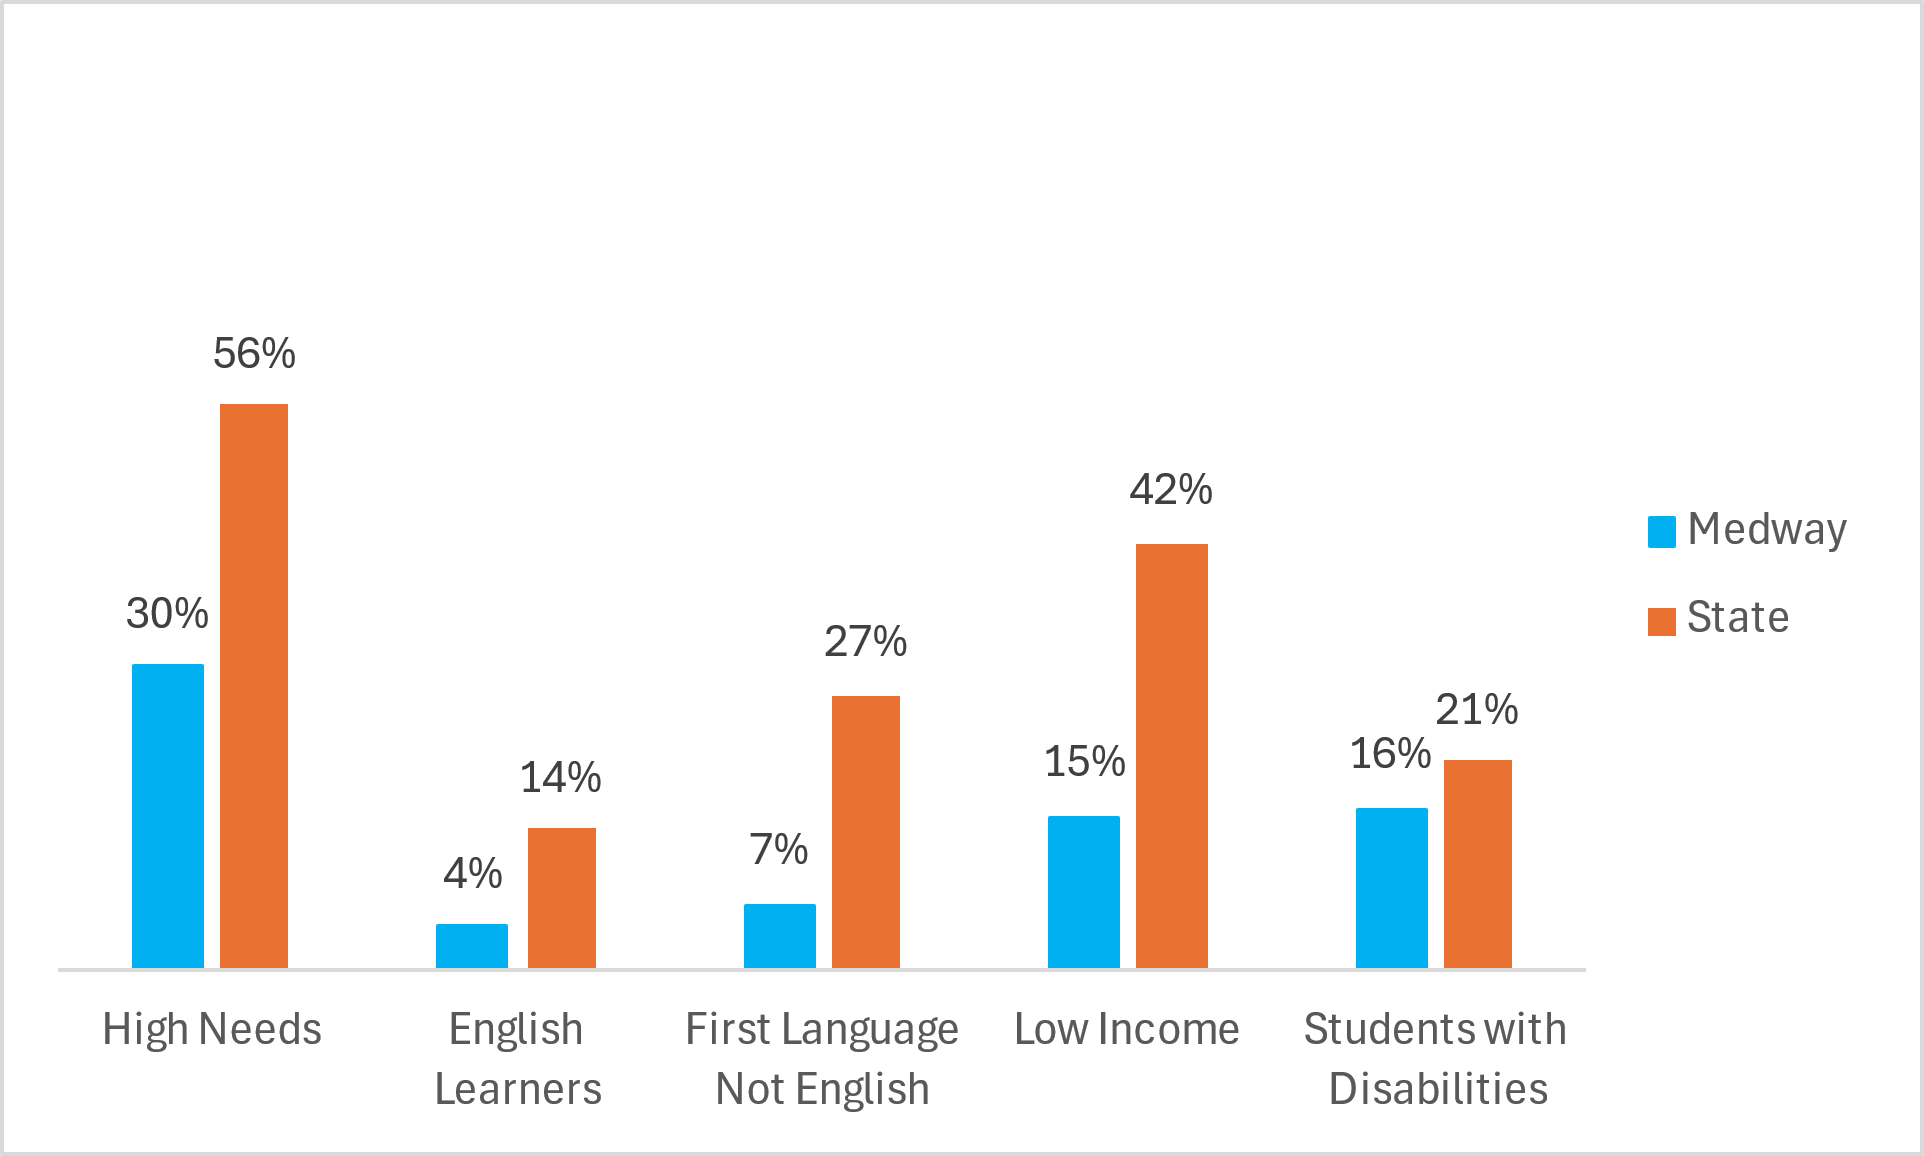 56%
30%
14%
4%
27%
7%
42%
15%
21%
16%
Medway
State
High Needs
English
Learners
First Language
Not English
Low Income
Students with
Disabilities